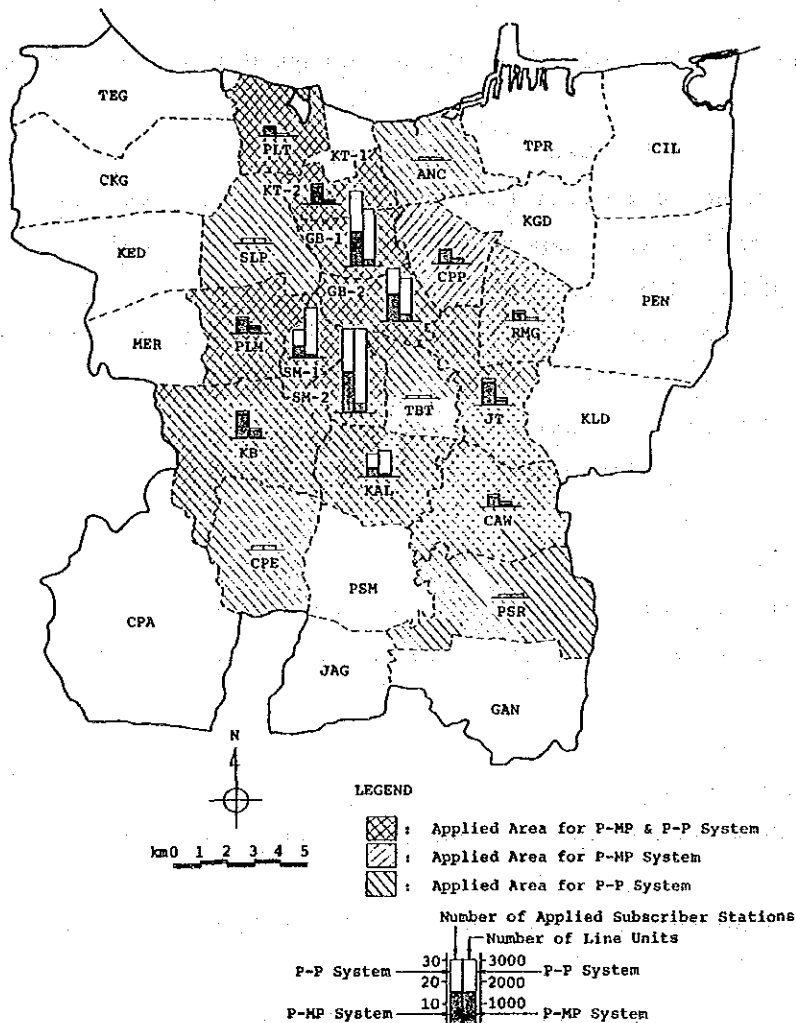 TEG
PLT
KT-1
ANC
TPR
CIL
CKG
KT-2
KGD
GB-1
KED
SLP
CPP
GB-2
PEN
MER
PLM
RMG
SM-1
SM-2
TBT
JT
KLD
KB
KAL
CAW
CPE
PSM
PSR
CPA
JAG
GAN
N
km0 1 2 3 4 5
LEGEND
: Applied Area for P-MP & P-P System
: Applied Area for P-MP System
: Applied Area for P-P System
Number of Applied Subscriber Stations
Number of Line Units
30 3000
P-P System P-P System
20 2000
10 1000
P-MP System P-MP System